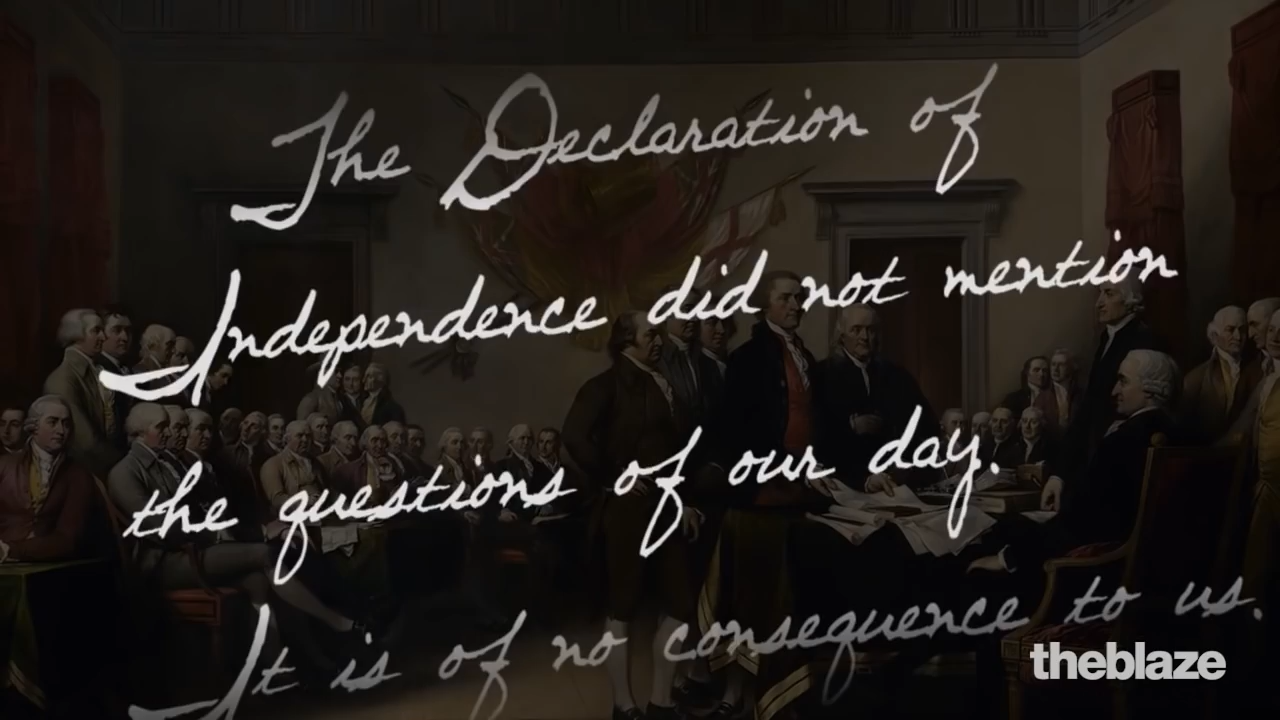 The Declaration of
Independence did not mention
the questions of our day.
It is of no consequence to us.
theblaze